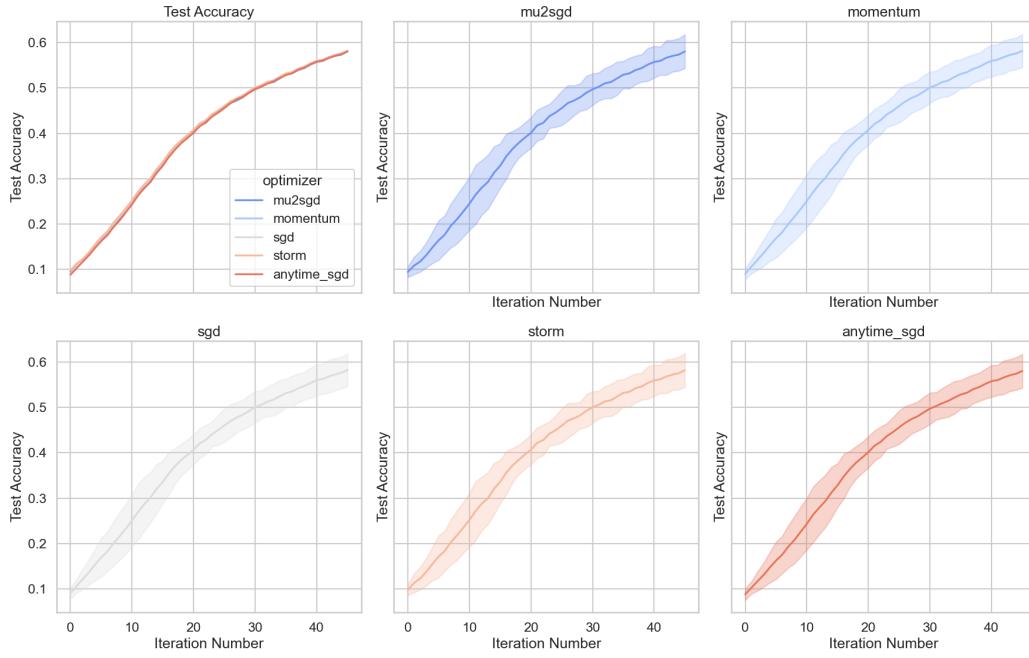 Test Accuracy
mu2sgd
momentum
Test Accuracy
0.6
0.5
0.4
0.3
0.2
0.1
optimizer
mu2sgd
momentum
sgd
storm
anytime_sgd
Test Accuracy
Iteration Number
Test Accuracy
Iteration Number
sgd
storm
anytime_sgd
Test Accuracy
0.6
0.5
0.4
0.3
0.2
0.1
0 10 20 30 40
Iteration Number
Test Accuracy
0 10 20 30 40
Iteration Number
Test Accuracy
0 10 20 30 40
Iteration Number